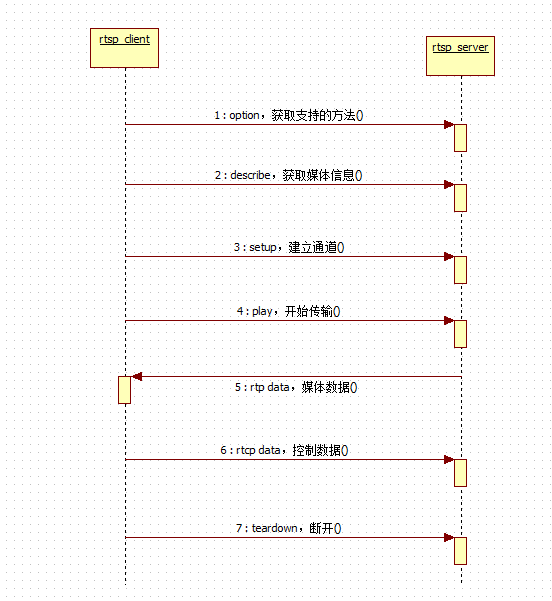 rtsp_client
rtsp_server
1 : option，获取支持的方法()
2 : describe，获取媒体信息()
3 : setup，建立通道()
4 : play，开始传输()
5 : rtp data，媒体数据()
6 : rtcp data，控制数据()
7 : teardown，断开()